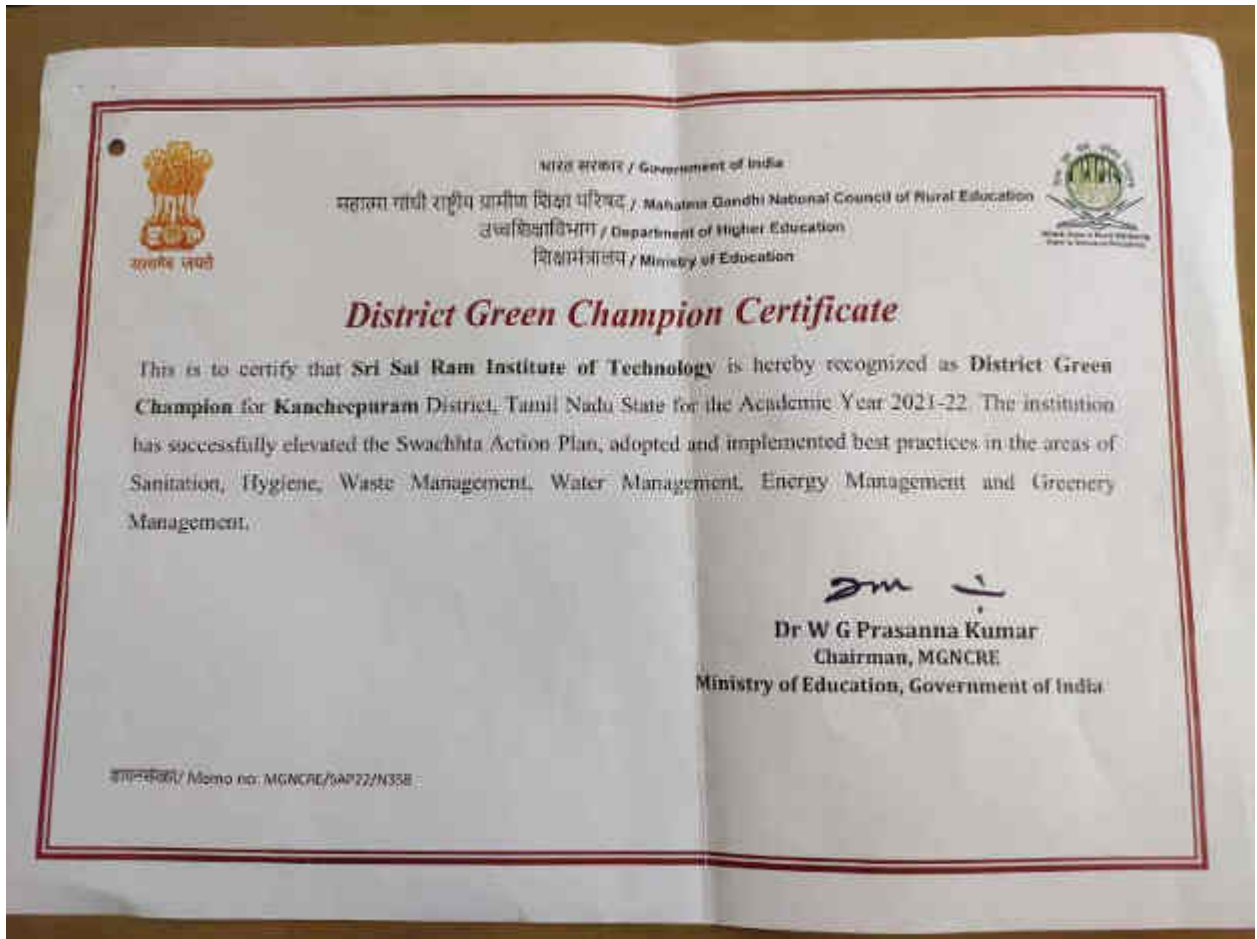 भारत सरकार / Government of India
महात्मा गांधी राष्ट्रीय ग्रामीण शिक्षा परिषद / Mahatma Gandhi National Council of Rural Education
उच्चशिक्षाविभाग / Department of Higher Education
शिक्षामंत्रालय / Ministry of Education
सत्यमेव जयते
District Green Champion Certificate
This is to certify that Sri Sai Ram Institute of Technology is hereby recognized as District Green
Champion for Kancheepuram District, Tamil Nadu State for the Academic Year 2021-22. The institution
has successfully elevated the Swachhta Action Plan, adopted and implemented best practices in the areas of
Sanitation, Hygiene, Waste Management, Water Management, Energy Management and Greenery
Management.
Dr W G Prasanna Kumar
Chairman, MGNCRE
Ministry of Education, Government of India
/ Memo no: MGNCRE/SAP22/N358